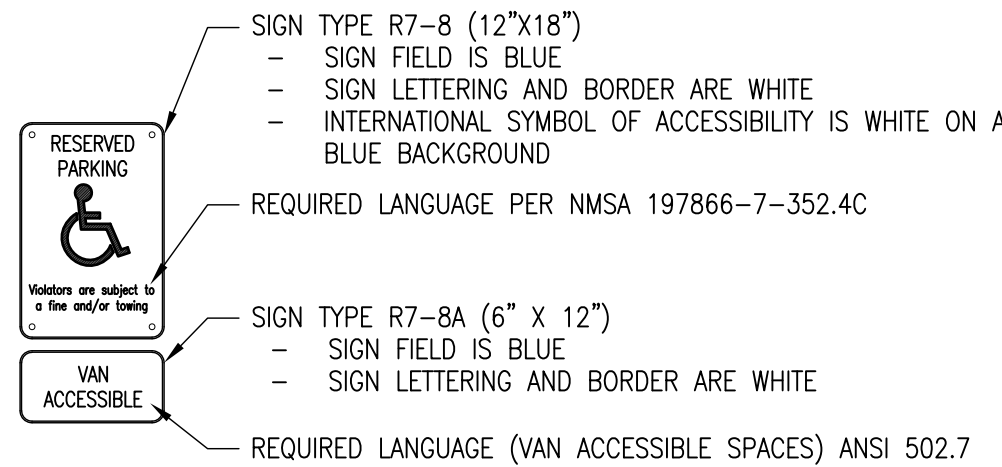 SIGN TYPE R7-8 (12"X18")
- SIGN FIELD IS BLUE
- SIGN LETTERING AND BORDER ARE WHITE
- INTERNATIONAL SYMBOL OF ACCESSIBILITY IS WHITE ON A
BLUE BACKGROUND
RESERVED
PARKING
Violators are subject to
a fine and/or towing
REQUIRED LANGUAGE PER NMSA 197866-7-352.4C
SIGN TYPE R7-8A (6" X 12")
- SIGN FIELD IS BLUE
- SIGN LETTERING AND BORDER ARE WHITE
VAN
ACCESSIBLE
REQUIRED LANGUAGE (VAN ACCESSIBLE SPACES) ANSI 502.7